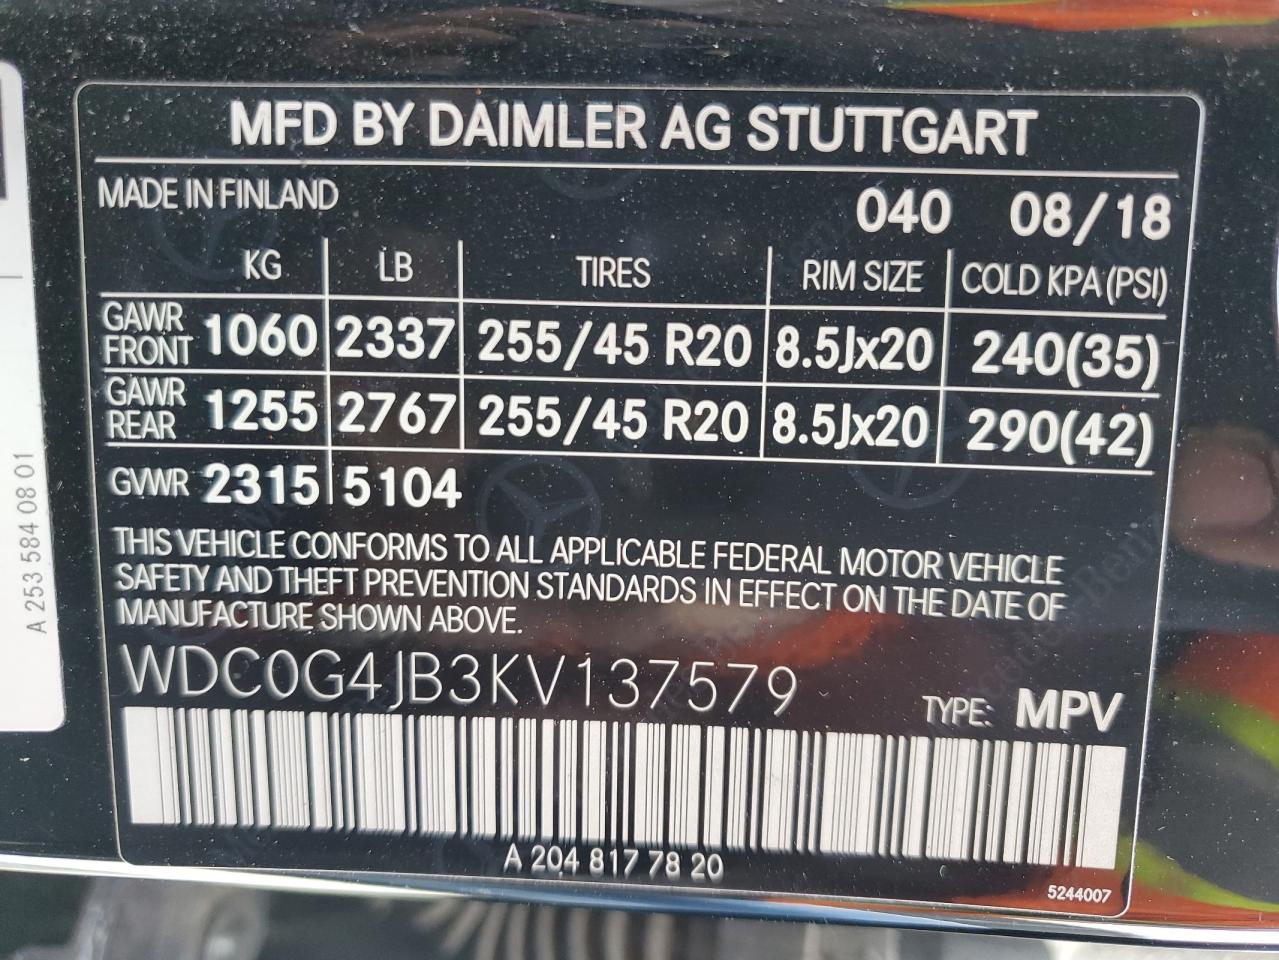 MFD BY DAIMLER AG STUTTGART
MADE IN FINLAND 040 08/18
KG LB TIRES RIM SIZE COLD KPA (PSI)
GAWR FRONT 1060 2337 255/45 R20 8.5Jx20 240(35)
GAWR REAR 1255 2767 255/45 R20 8.5Jx20 290(42)
GVWR 2315 5104
THIS VEHICLE CONFORMS TO ALL APPLICABLE FEDERAL MOTOR VEHICLE
SAFETY AND THEFT PREVENTION STANDARDS IN EFFECT ON THE DATE OF
MANUFACTURE SHOWN ABOVE.
WDC0G4JB3KV137579
TYPE: MPV
A 204 817 78 20
5244007
A 253 584 08 01